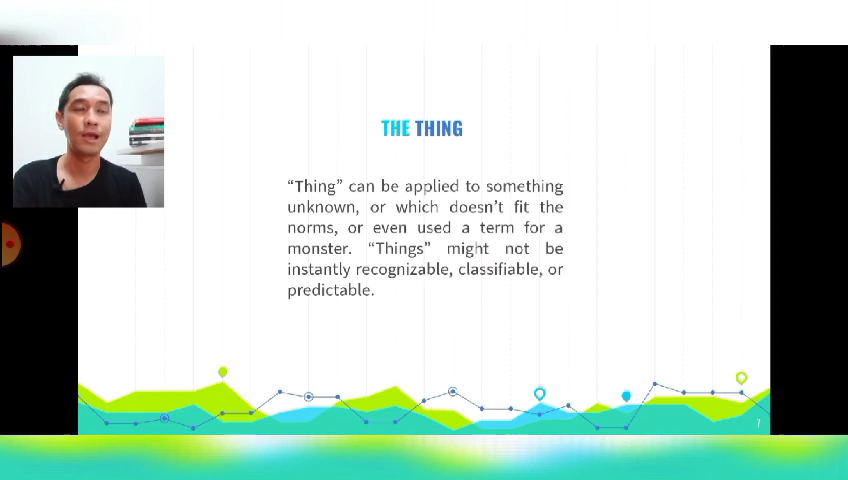 THE THING
“Thing” can be applied to something
unknown, or which doesn’t fit the
norms, or even used a term for a
monster. “Things” might not be
instantly recognizable, classifiable, or
predictable.
7